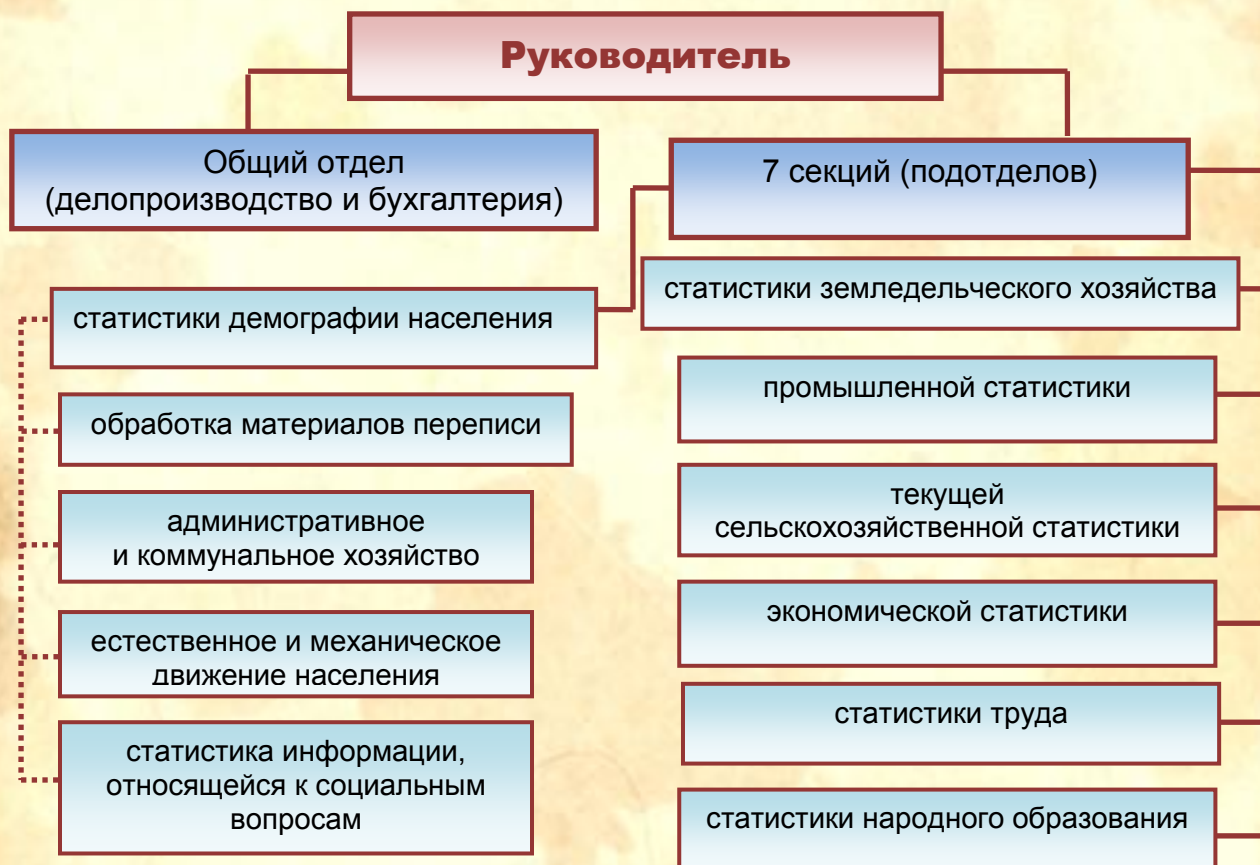 Руководитель
Общий отдел
(делопроизводство и бухгалтерия)
7 секций (подотделов)
статистики демографии населения
обработка материалов переписи
административное
и коммунальное хозяйство
естественное и механическое
движение населения
статистика информации,
относящейся к социальным
вопросам
статистики земледельческого хозяйства
промышленной статистики
текущей
сельскохозяйственной статистики
экономической статистики
статистики труда
статистики народного образования